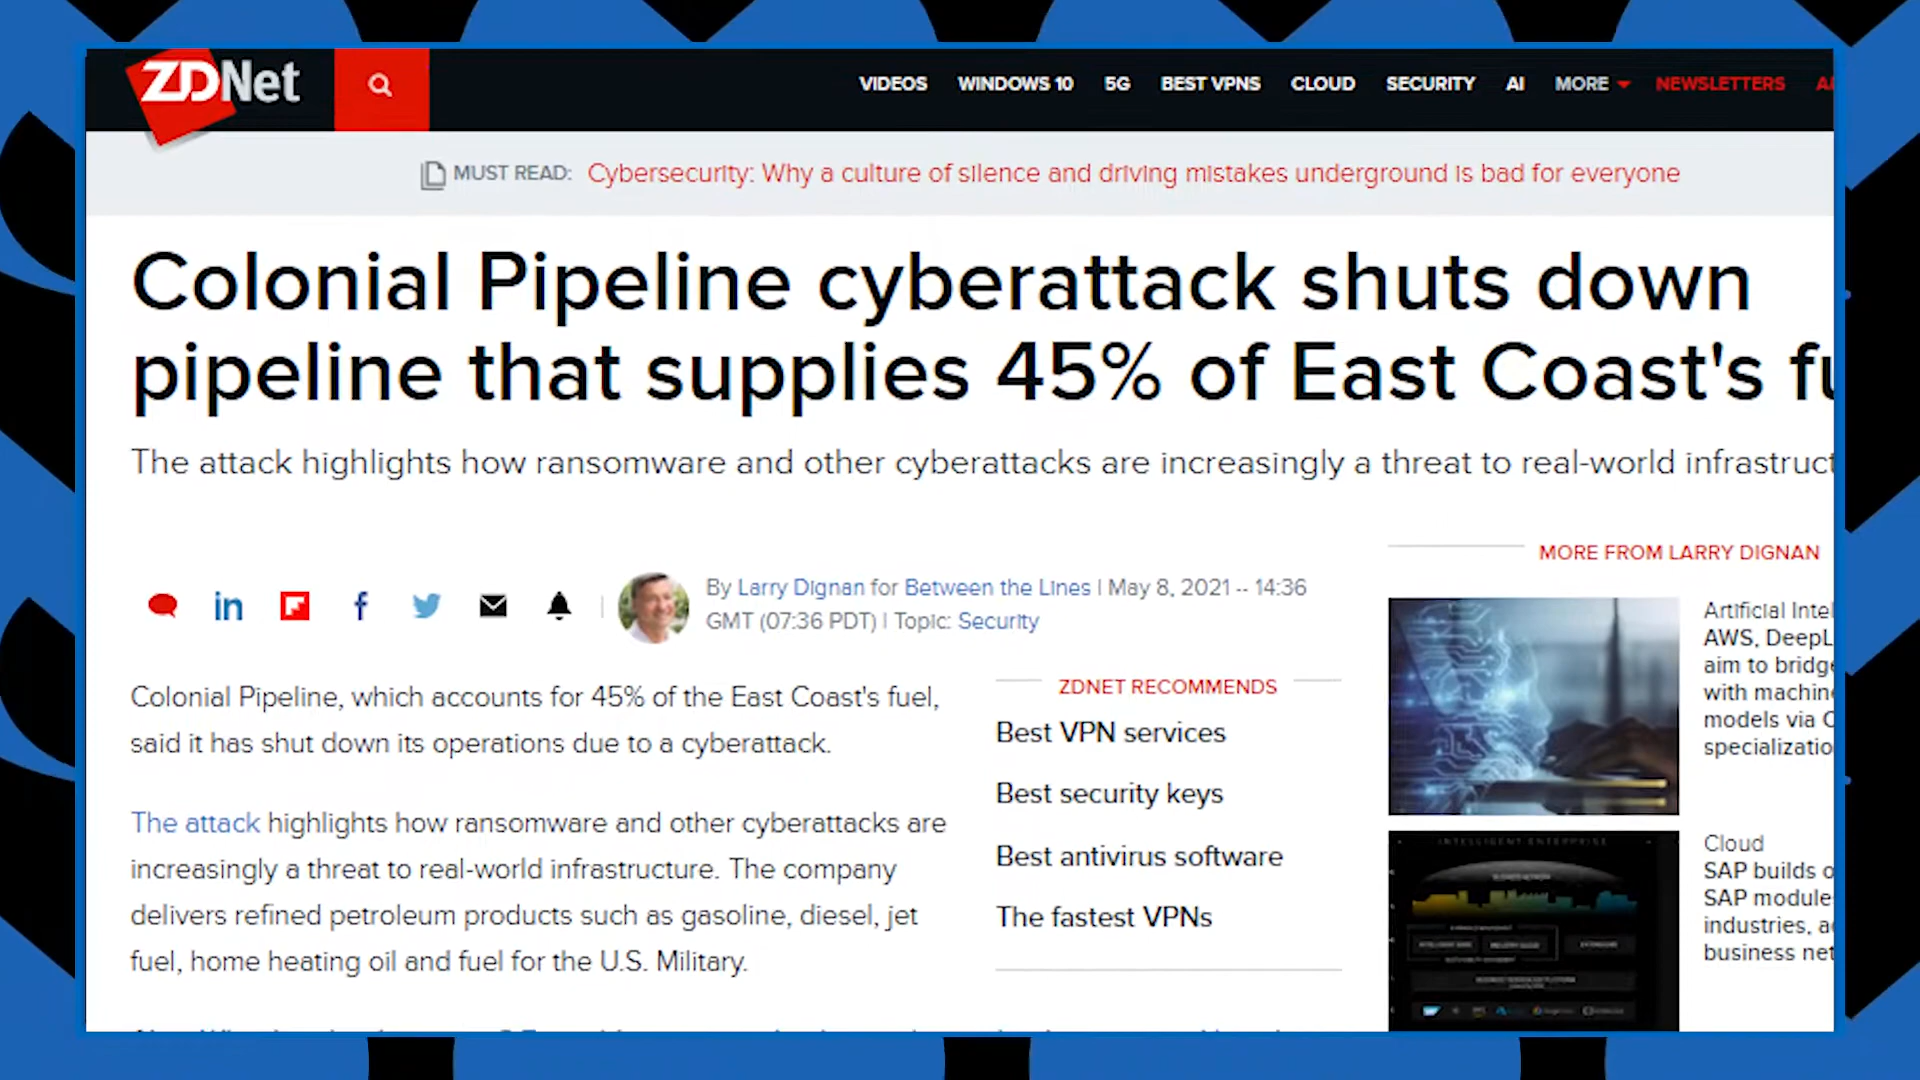 ZDNet
VIDEOS WINDOWS 10 5G BEST VPNS CLOUD SECURITY AI MORE NEWSLETTERS
MUST READ: Cybersecurity: Why a culture of silence and driving mistakes underground is bad for everyone
Colonial Pipeline cyberattack shuts down
pipeline that supplies 45% of East Coast's fu
The attack highlights how ransomware and other cyberattacks are increasingly a threat to real-world infrastruct
By Larry Dignan for Between the Lines | May 8, 2021 -- 14:36
GMT (07:36 PDT) | Topic: Security
Colonial Pipeline, which accounts for 45% of the East Coast's fuel,
said it has shut down its operations due to a cyberattack.
The attack highlights how ransomware and other cyberattacks are
increasingly a threat to real-world infrastructure. The company
delivers refined petroleum products such as gasoline, diesel, jet
fuel, home heating oil and fuel for the U.S. Military.
ZDNET RECOMMENDS
Best VPN services
Best security keys
Best antivirus software
The fastest VPNs
MORE FROM LARRY DIGNAN
Artificial Intel
AWS, DeepL
aim to bridge
with machin
models via C
specializatio
INTELLIGENT ENTERPRISE
Cloud
SAP builds o
SAP module
industries, a
business net